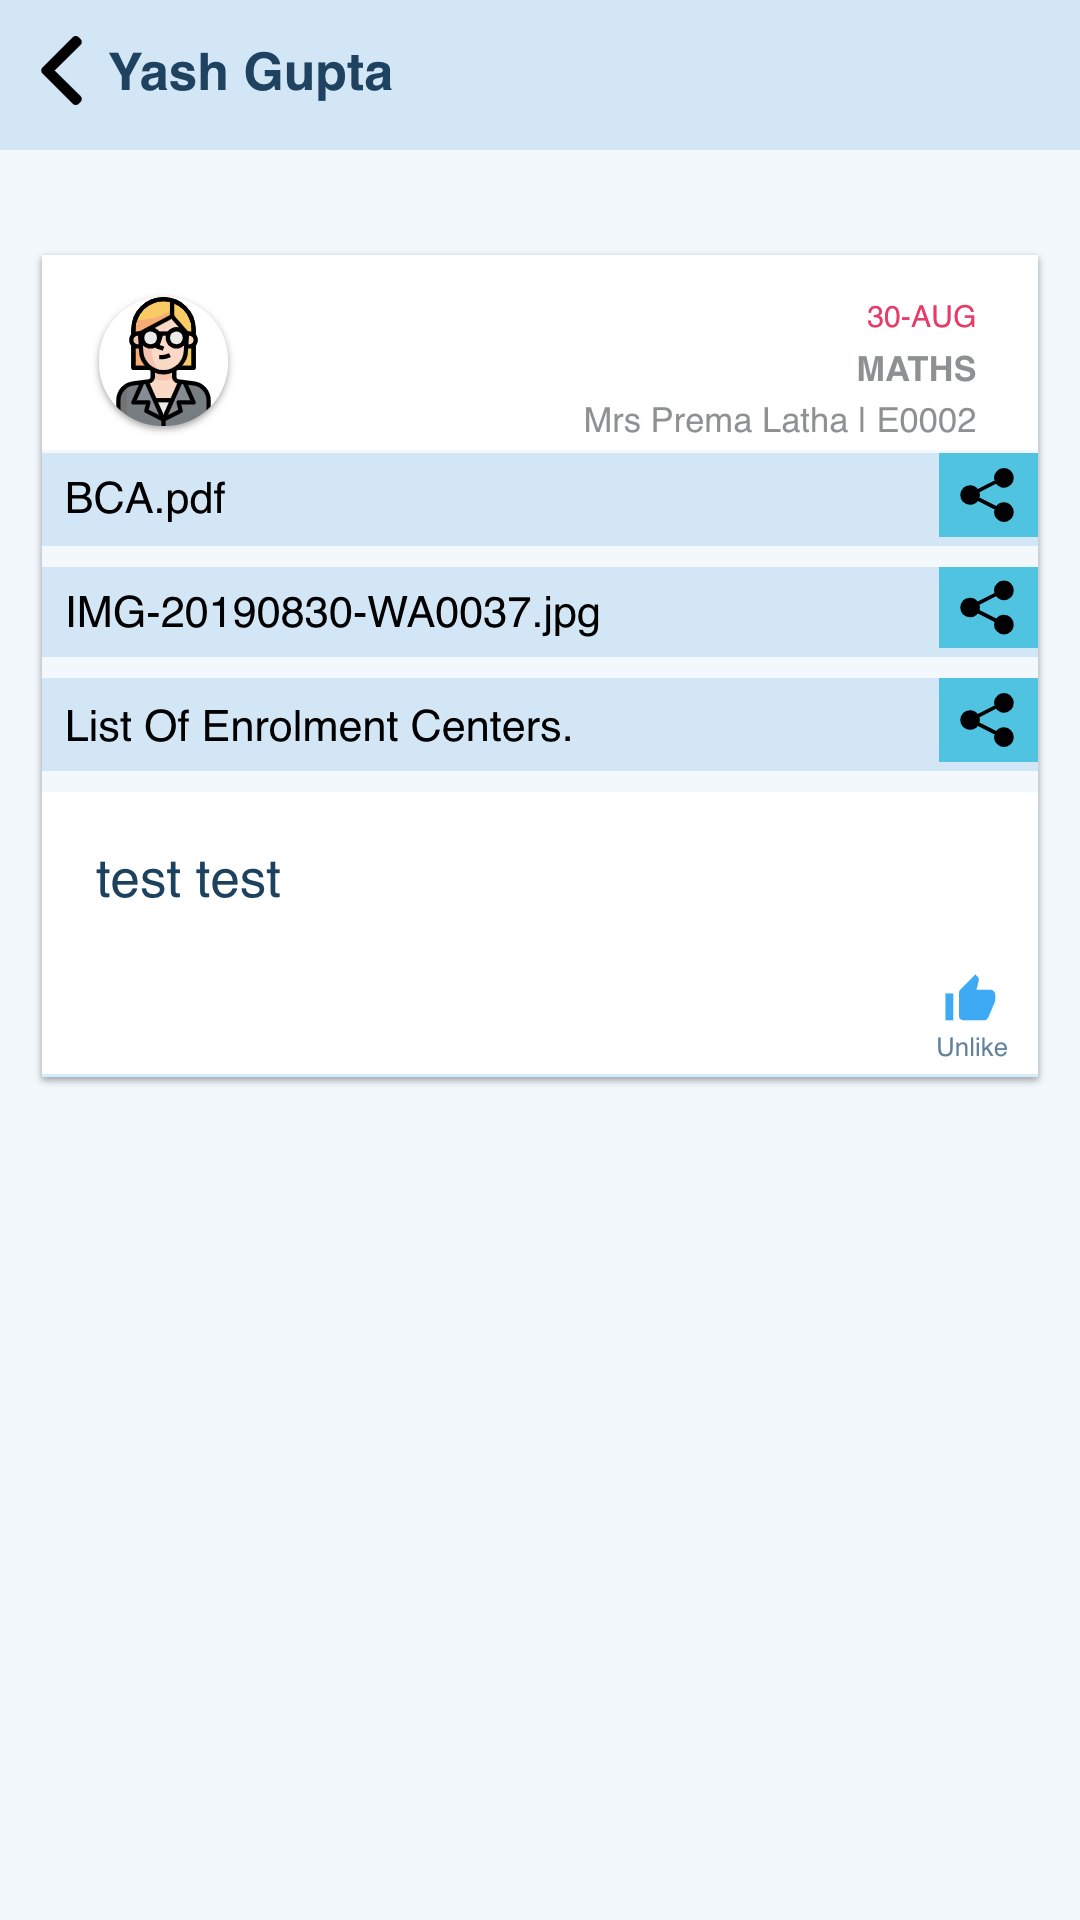 Yash Gupta
30-AUG
MATHS
Mrs Prema Latha | E0002
BCA.pdf
IMG-20190830-WA0037.jpg
List Of Enrolment Centers.
test test
Unlike